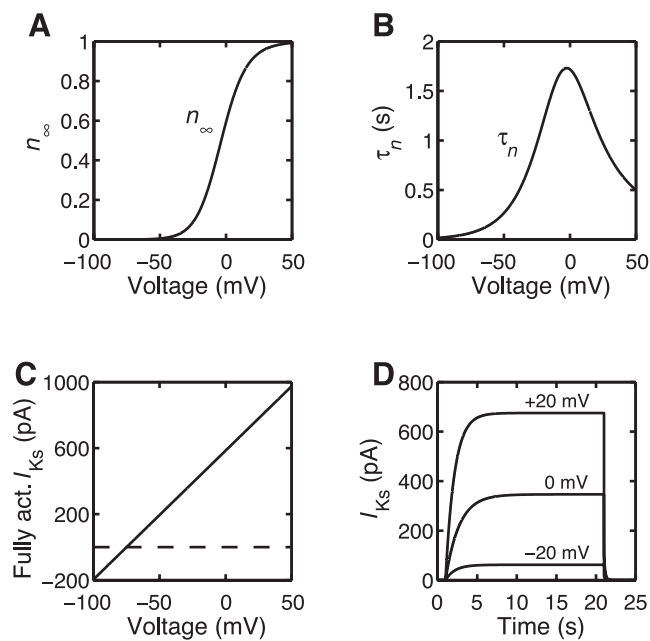 A
n∞
1
0.8
0.6
0.4
0.2
0
n∞
−100
−50
0
50
Voltage (mV)
B
τn (s)
2
1.5
1
0.5
0
τn
−100
−50
0
50
Voltage (mV)
C
Fully act. IKs (pA)
1000
600
200
−200
−100
−50
0
50
Voltage (mV)
D
IKs (pA)
800
600
400
200
0
+20 mV
0 mV
−20 mV
0
5
10
15
20
25
Time (s)